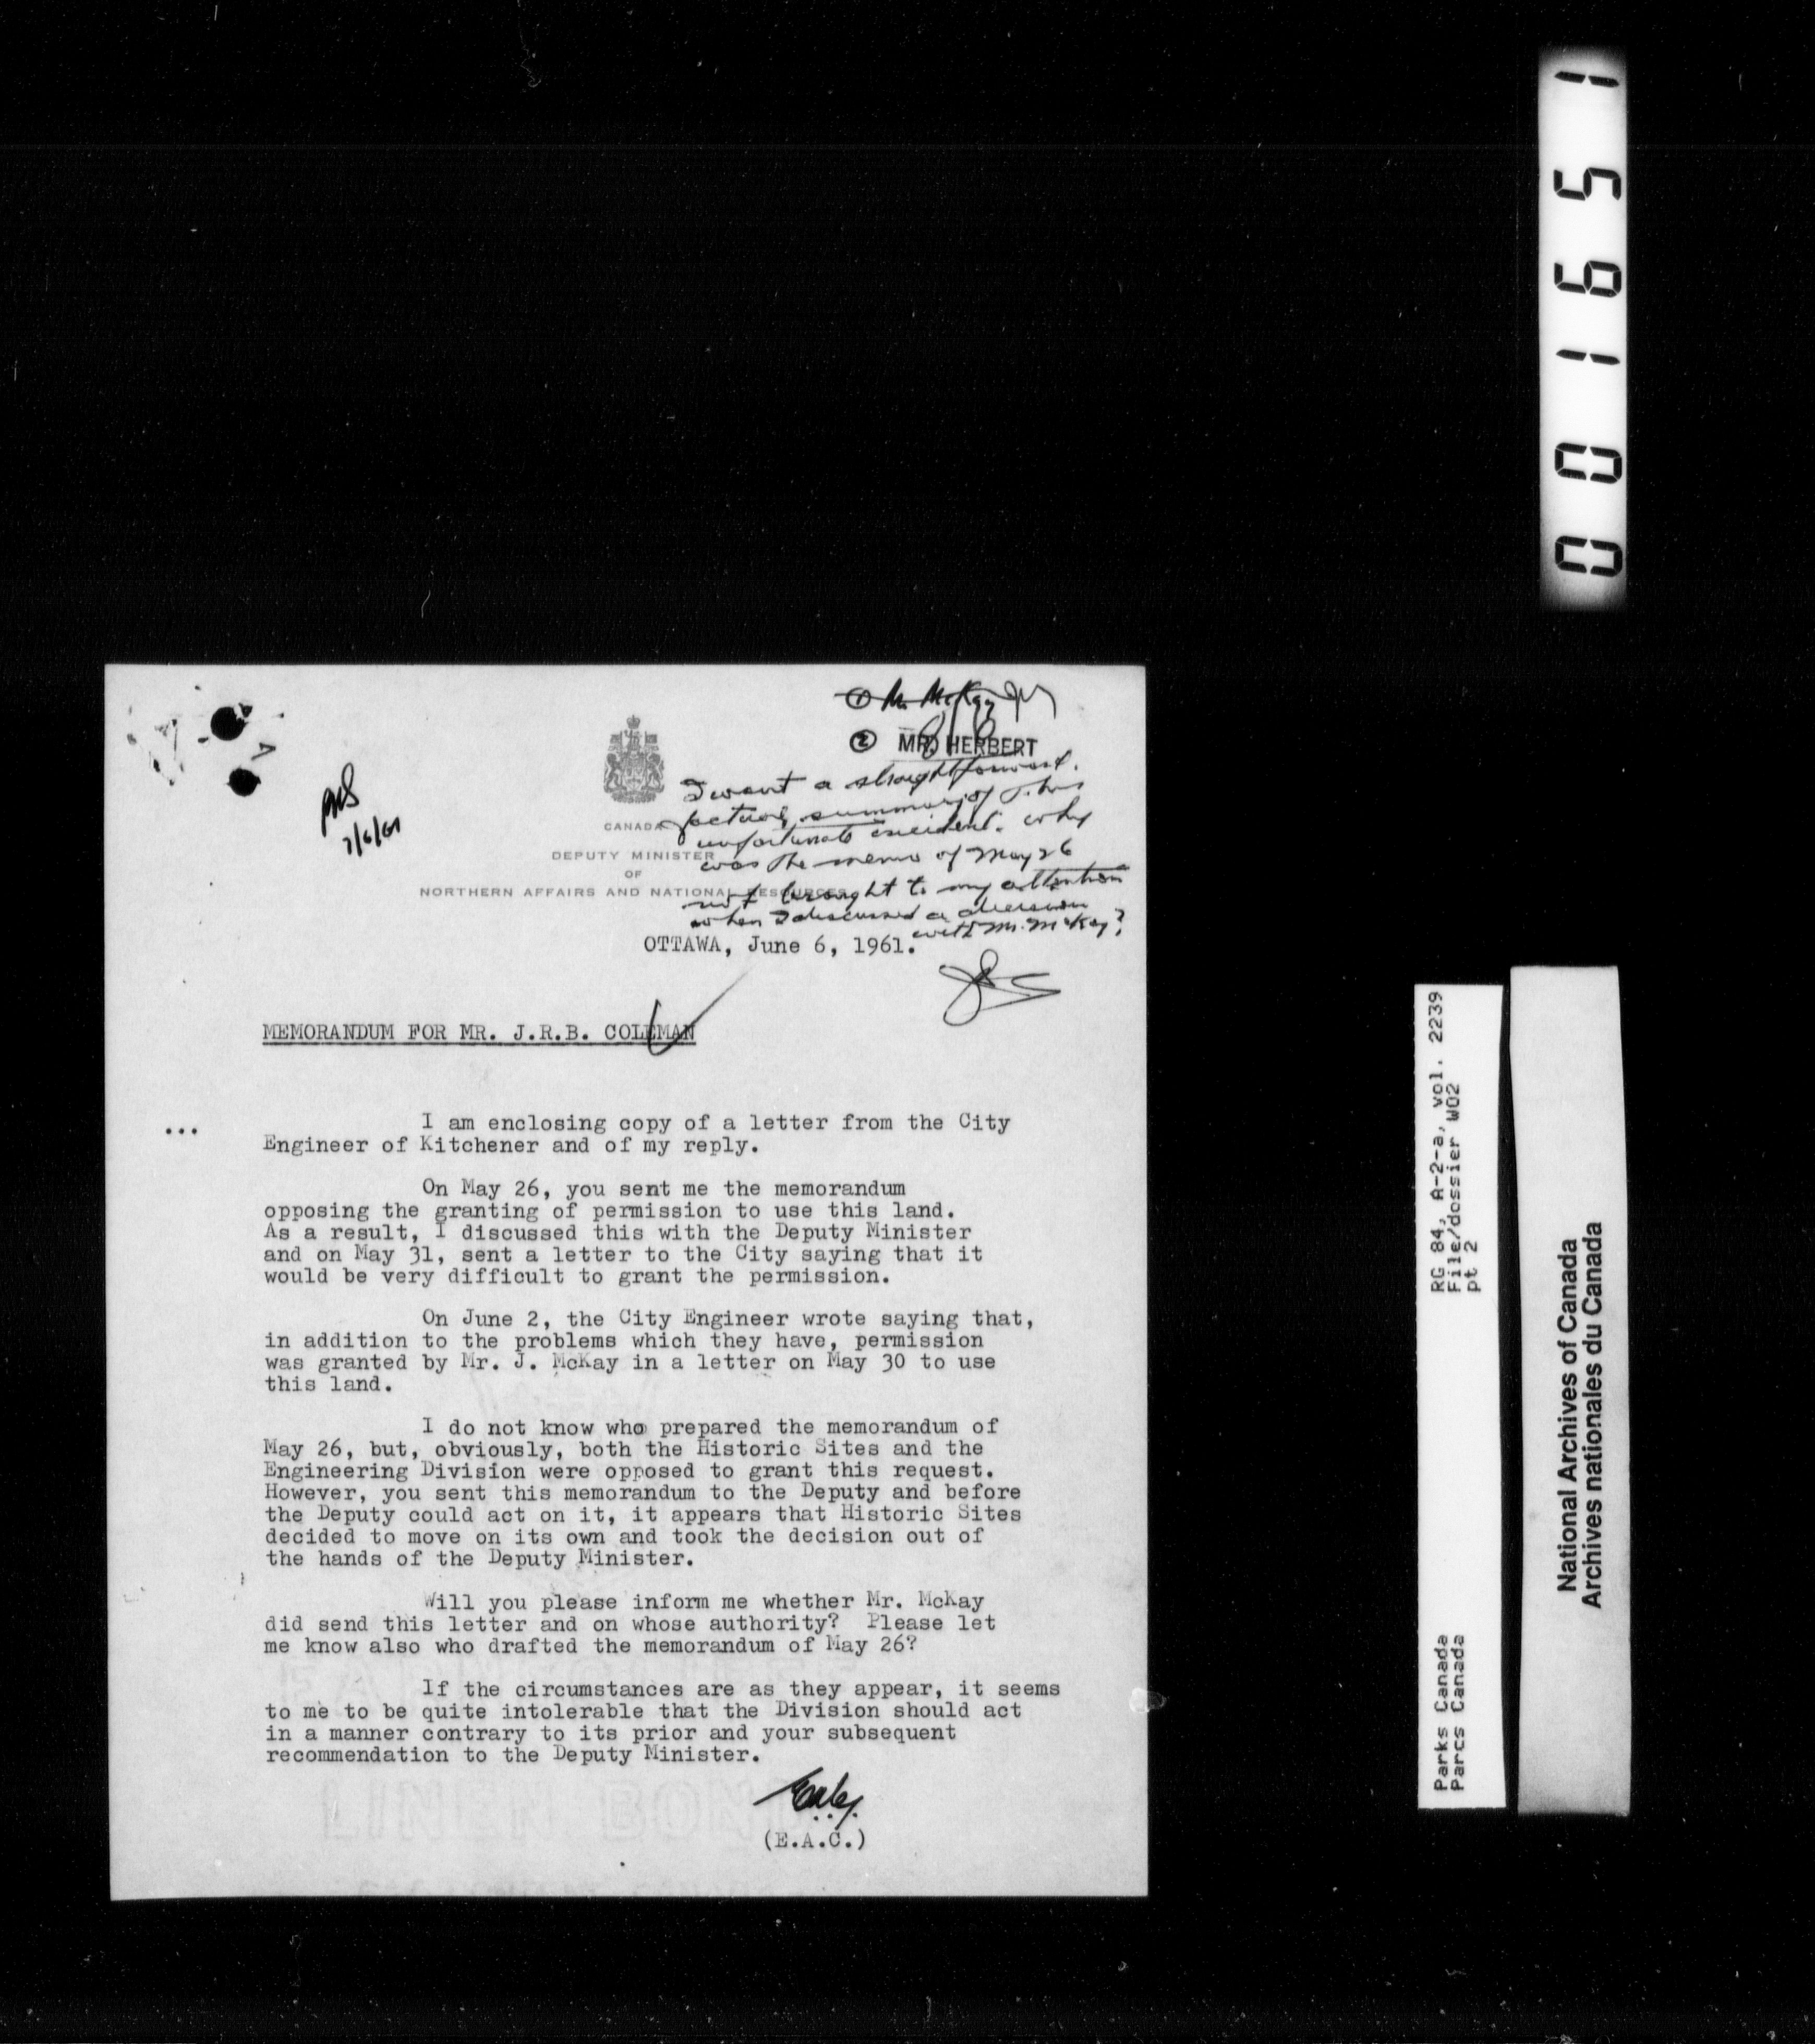 ① Mr. McKay
② MR. HERBERT
I want a straightforward,
factual summary of this
unfortunate incident. Why
was the memo of May 26
not brought to my attention
when I discussed a decision
with Mr. McKay?
7/6/61
CANADA
DEPUTY MINISTER
OF
NORTHERN AFFAIRS AND NATIONAL RESOURCES
OTTAWA, June 6, 1961.
MEMORANDUM FOR MR. J.R.B. COLEMAN
... I am enclosing copy of a letter from the City
Engineer of Kitchener and of my reply.
On May 26, you sent me the memorandum
opposing the granting of permission to use this land.
As a result, I discussed this with the Deputy Minister
and on May 31, sent a letter to the City saying that it
would be very difficult to grant the permission.
On June 2, the City Engineer wrote saying that,
in addition to the problems which they have, permission
was granted by Mr. J. McKay in a letter on May 30 to use
this land.
I do not know who prepared the memorandum of
May 26, but, obviously, both the Historic Sites and the
Engineering Division were opposed to grant this request.
However, you sent this memorandum to the Deputy and before
the Deputy could act on it, it appears that Historic Sites
decided to move on its own and took the decision out of
the hands of the Deputy Minister.
Will you please inform me whether Mr. McKay
did send this letter and on whose authority? Please let
me know also who drafted the memorandum of May 26?
If the circumstances are as they appear, it seems
to me to be quite intolerable that the Division should act
in a manner contrary to its prior and your subsequent
recommendation to the Deputy Minister.
(E.A.C.)
001651
RG 84, A-2-a, vol. 2239
File/dossier W02
pt 2
Parks Canada
Parcs Canada
National Archives of Canada
Archives nationales du Canada